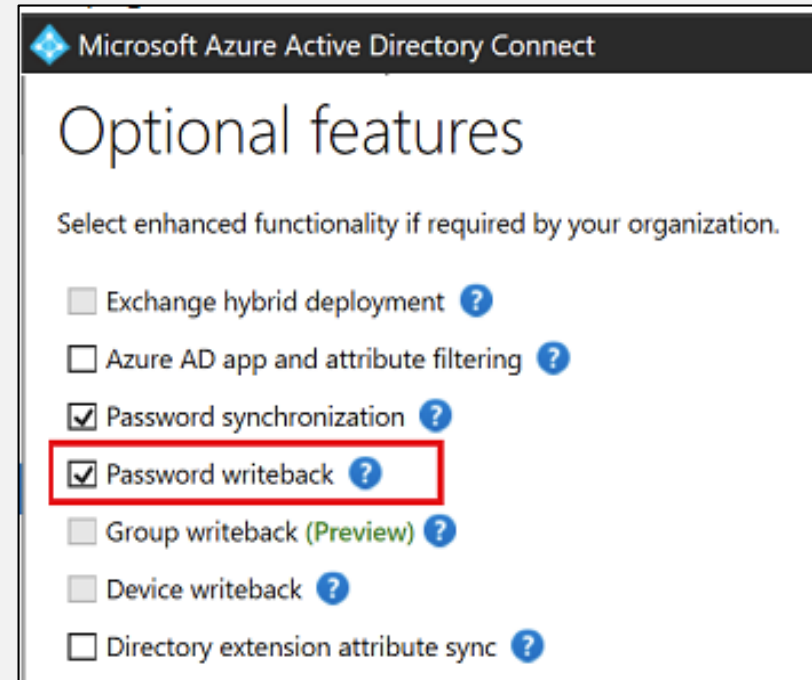 Microsoft Azure Active Directory Connect
Optional features
Select enhanced functionality if required by your organization.
Exchange hybrid deployment ?
Azure AD app and attribute filtering ?
Password synchronization ?
Password writeback ?
Group writeback (Preview) ?
Device writeback ?
Directory extension attribute sync ?